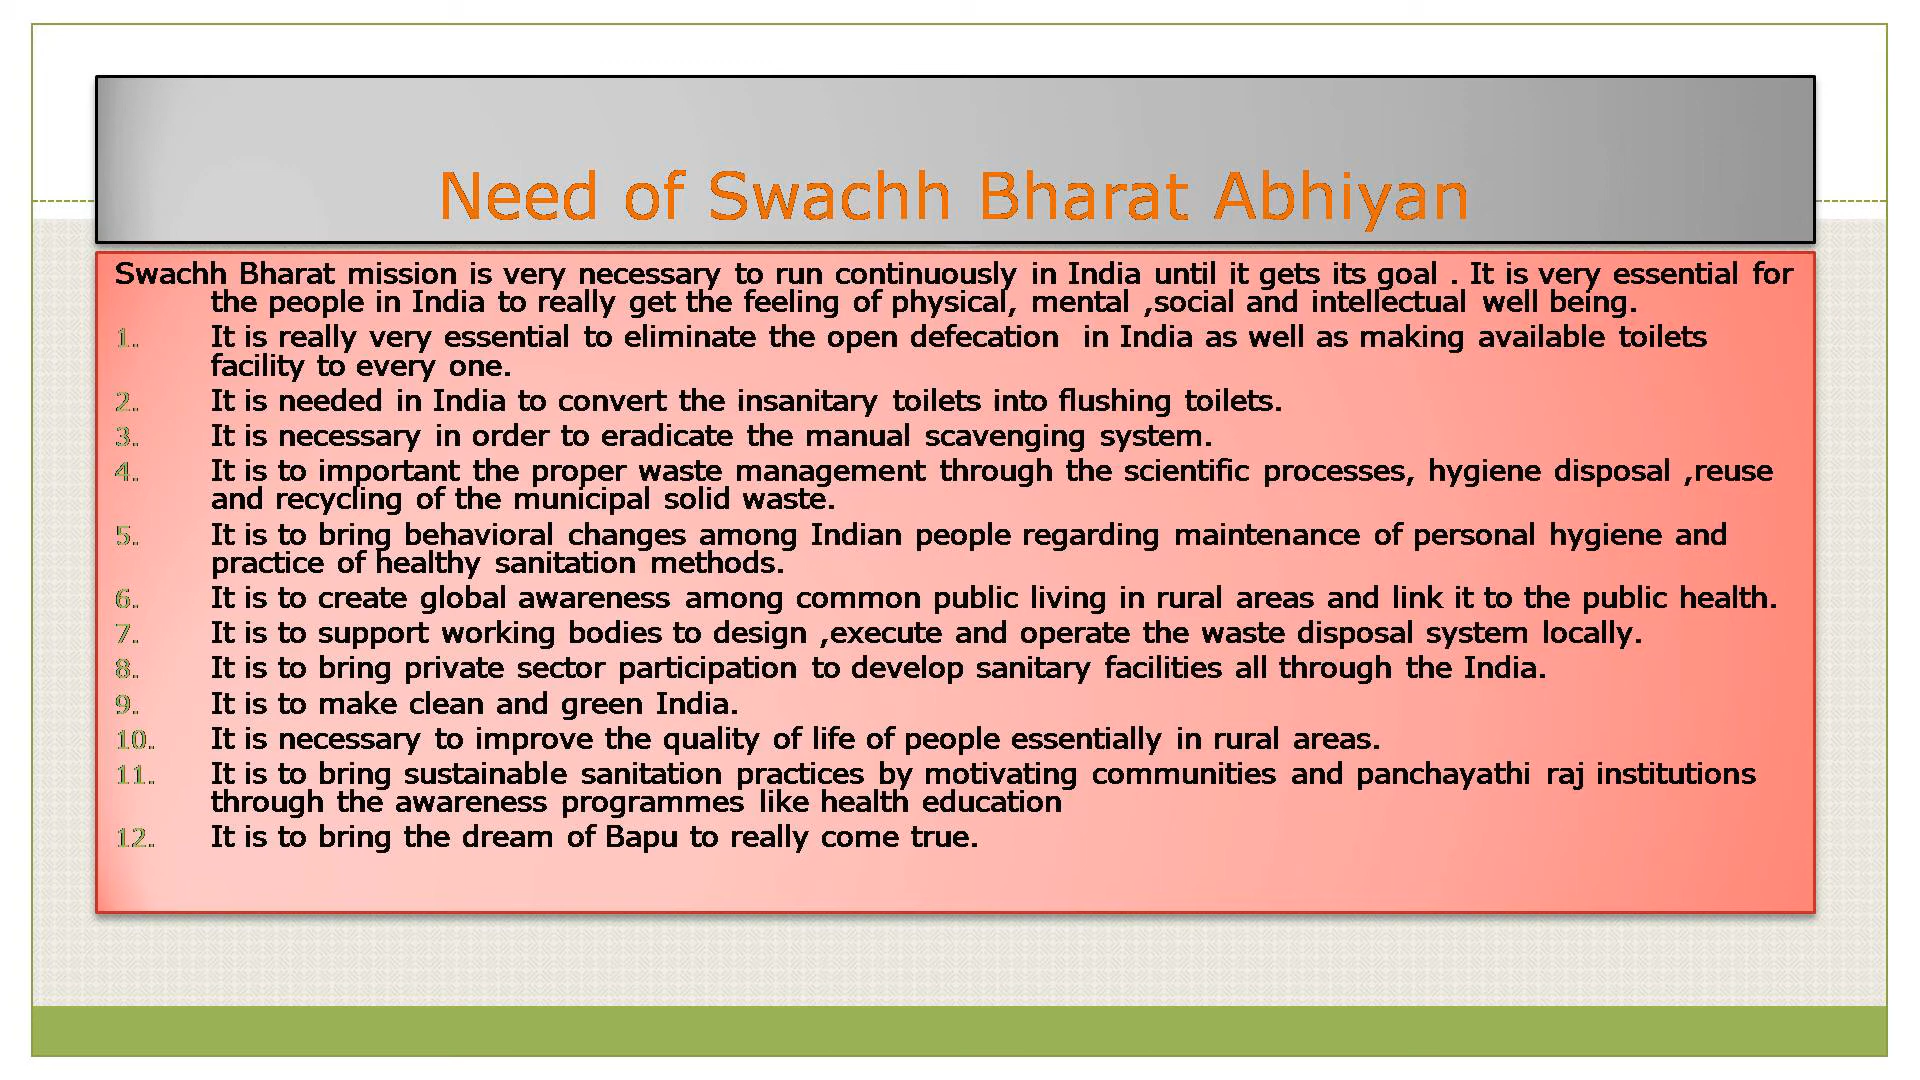 Need of Swachh Bharat Abhiyan
Swachh Bharat mission is very necessary to run continuously in India until it gets its goal . It is very essential for
the people in India to really get the feeling of physical, mental ,social and intellectual well being.
1. It is really very essential to eliminate the open defecation in India as well as making available toilets
facility to every one.
2. It is needed in India to convert the insanitary toilets into flushing toilets.
3. It is necessary in order to eradicate the manual scavenging system.
4. It is to important the proper waste management through the scientific processes, hygiene disposal ,reuse
and recycling of the municipal solid waste.
5. It is to bring behavioral changes among Indian people regarding maintenance of personal hygiene and
practice of healthy sanitation methods.
6. It is to create global awareness among common public living in rural areas and link it to the public health.
7. It is to support working bodies to design ,execute and operate the waste disposal system locally.
8. It is to bring private sector participation to develop sanitary facilities all through the India.
9. It is to make clean and green India.
10. It is necessary to improve the quality of life of people essentially in rural areas.
11. It is to bring sustainable sanitation practices by motivating communities and panchayathi raj institutions
through the awareness programmes like health education
12. It is to bring the dream of Bapu to really come true.